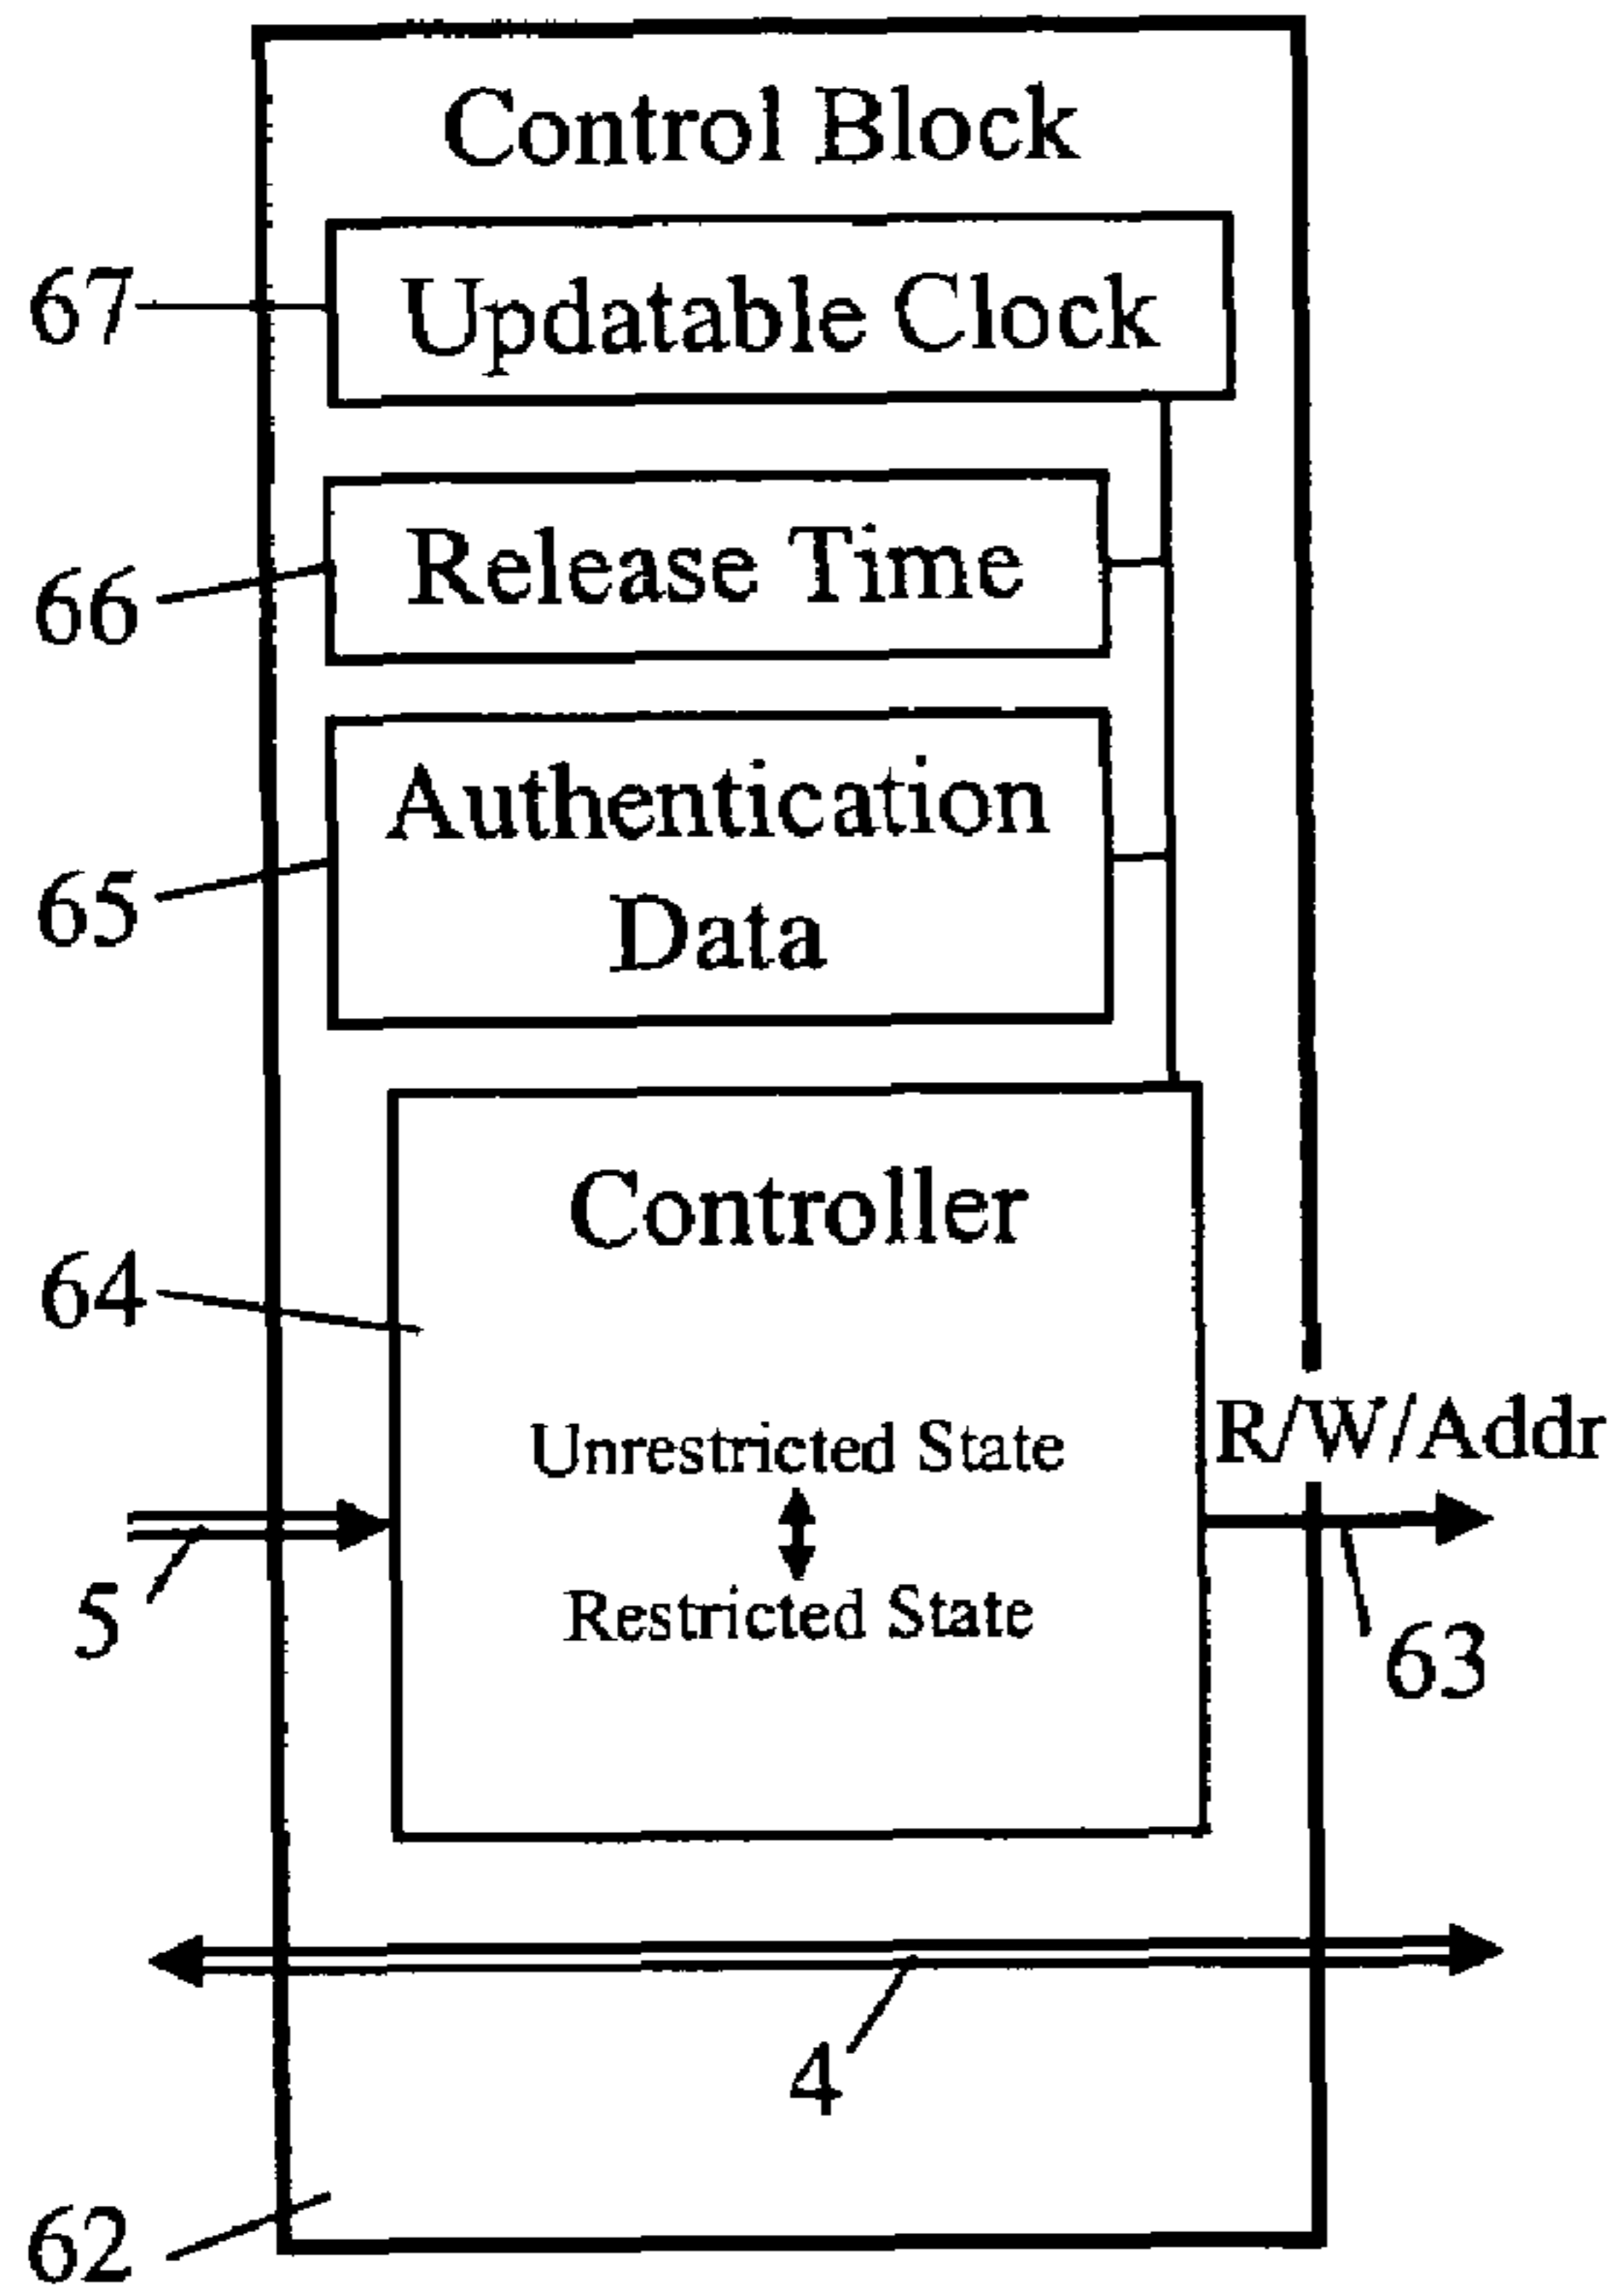 Control Block
67
Updatable Clock
66
Release Time
65
Authentication
Data
Controller
64
Unrestricted State
R/W/Addr
5
Restricted State
63
4
62